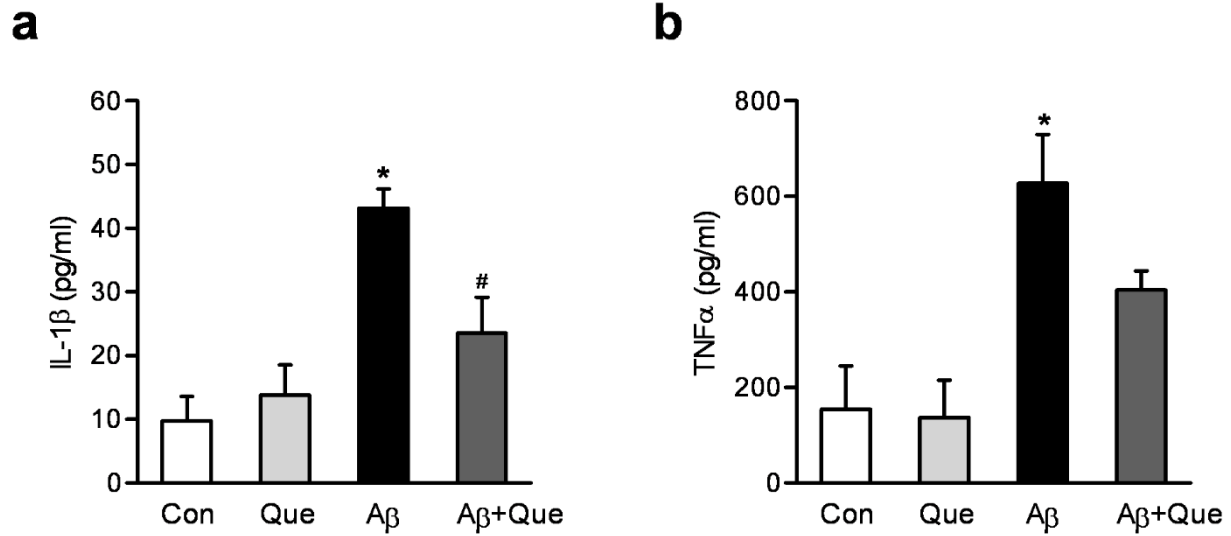 a
60
50
40
30
20
10
0
IL-1β (pg/ml)
*
#
Con Que Aβ Aβ+Que
b
800
600
400
200
0
TNFα (pg/ml)
*
Con Que Aβ Aβ+Que